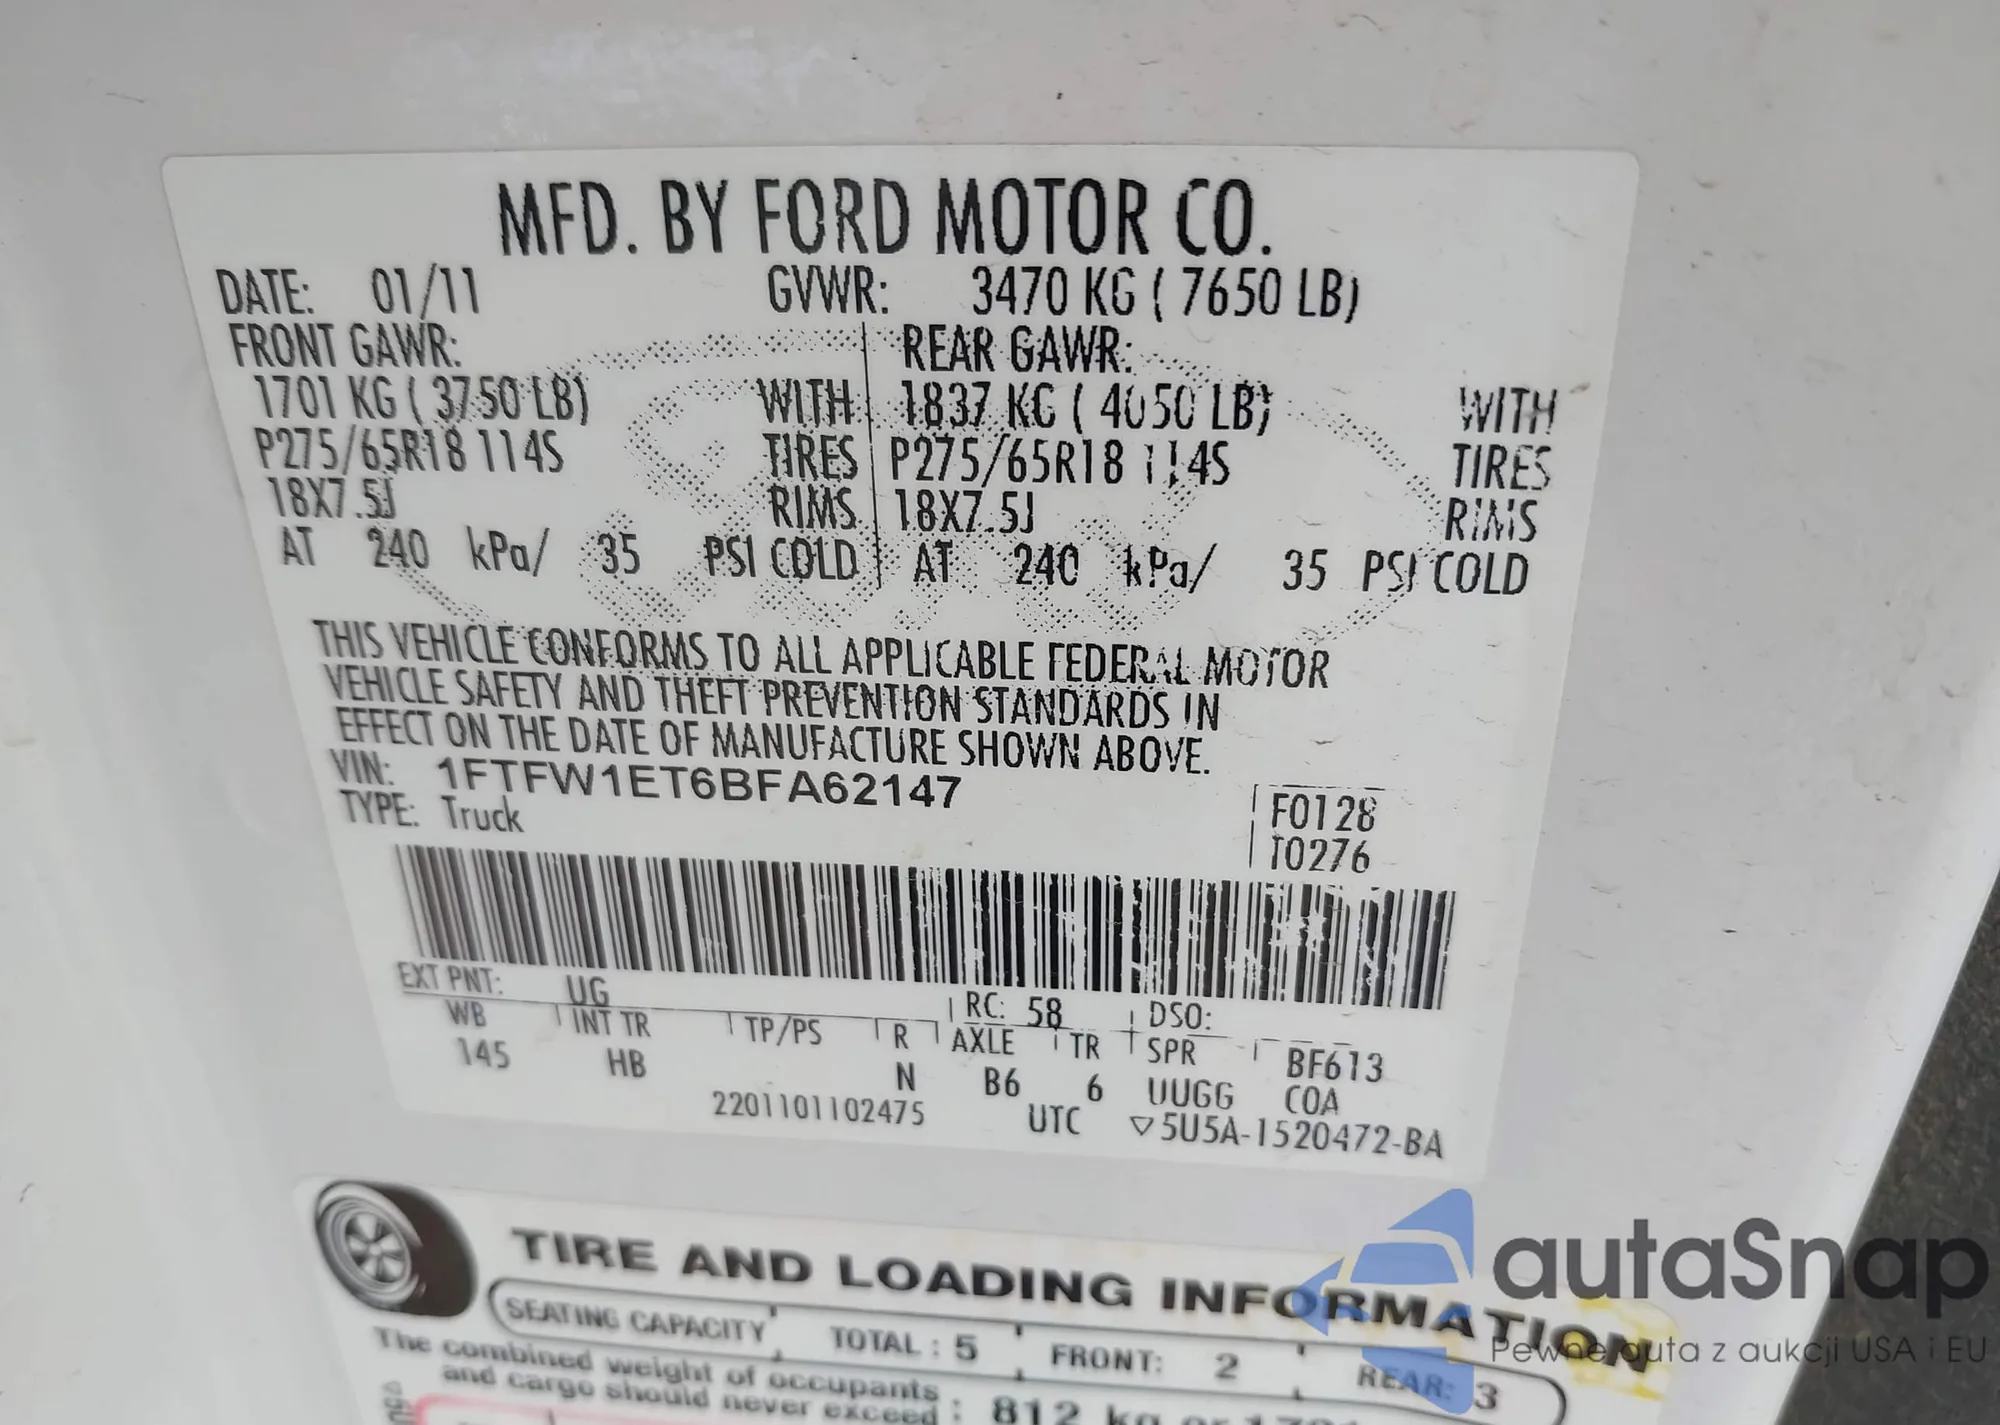 MFD. BY FORD MOTOR CO.
DATE: 01/11 GVWR: 3470 KG ( 7650 LB)
FRONT GAWR: REAR GAWR:
1701 KG ( 3750 LB) WITH 1837 KG ( 4050 LB) WITH
P275/65R18 114S TIRES P275/65R18 114S TIRES
18X7.5J RIMS 18X7.5J RIMS
AT 240 kPa/ 35 PSI COLD AT 240 kPa/ 35 PSI COLD
THIS VEHICLE CONFORMS TO ALL APPLICABLE FEDERAL MOTOR
VEHICLE SAFETY AND THEFT PREVENTION STANDARDS IN
EFFECT ON THE DATE OF MANUFACTURE SHOWN ABOVE.
VIN: 1FTFW1ET6BFA62147
TYPE: Truck
F0128
T0276
EXT PNT: UG RC: 58 DSO:
WB INT TR TP/PS R AXLE TR SPR BF613
145 HB N B6 6 UUGG COA
2201101102475 UTC ▽5U5A-1520472-BA
TIRE AND LOADING INFORMATION
SEATING CAPACITY TOTAL : 5 FRONT: 2 REAR: 3
The combined weight of occupants
and cargo should never exceed : 812 kg or
autaSnap
Pewne auta z aukcji USA i EU